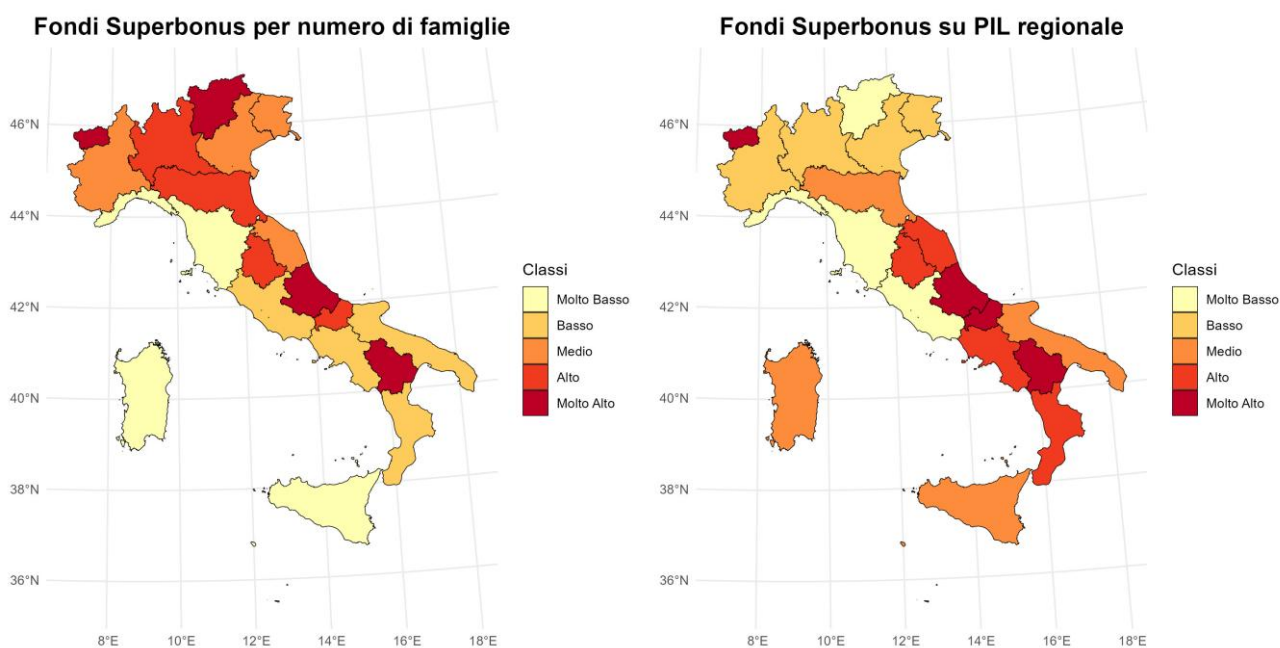 Fondi Superbonus per numero di famiglie
46°N
44°N
42°N
40°N
38°N
36°N
8°E
10°E
12°E
14°E
16°E
18°E
Classi
Molto Basso
Basso
Medio
Alto
Molto Alto
Fondi Superbonus su PIL regionale
46°N
44°N
42°N
40°N
38°N
36°N
8°E
10°E
12°E
14°E
16°E
18°E
Classi
Molto Basso
Basso
Medio
Alto
Molto Alto